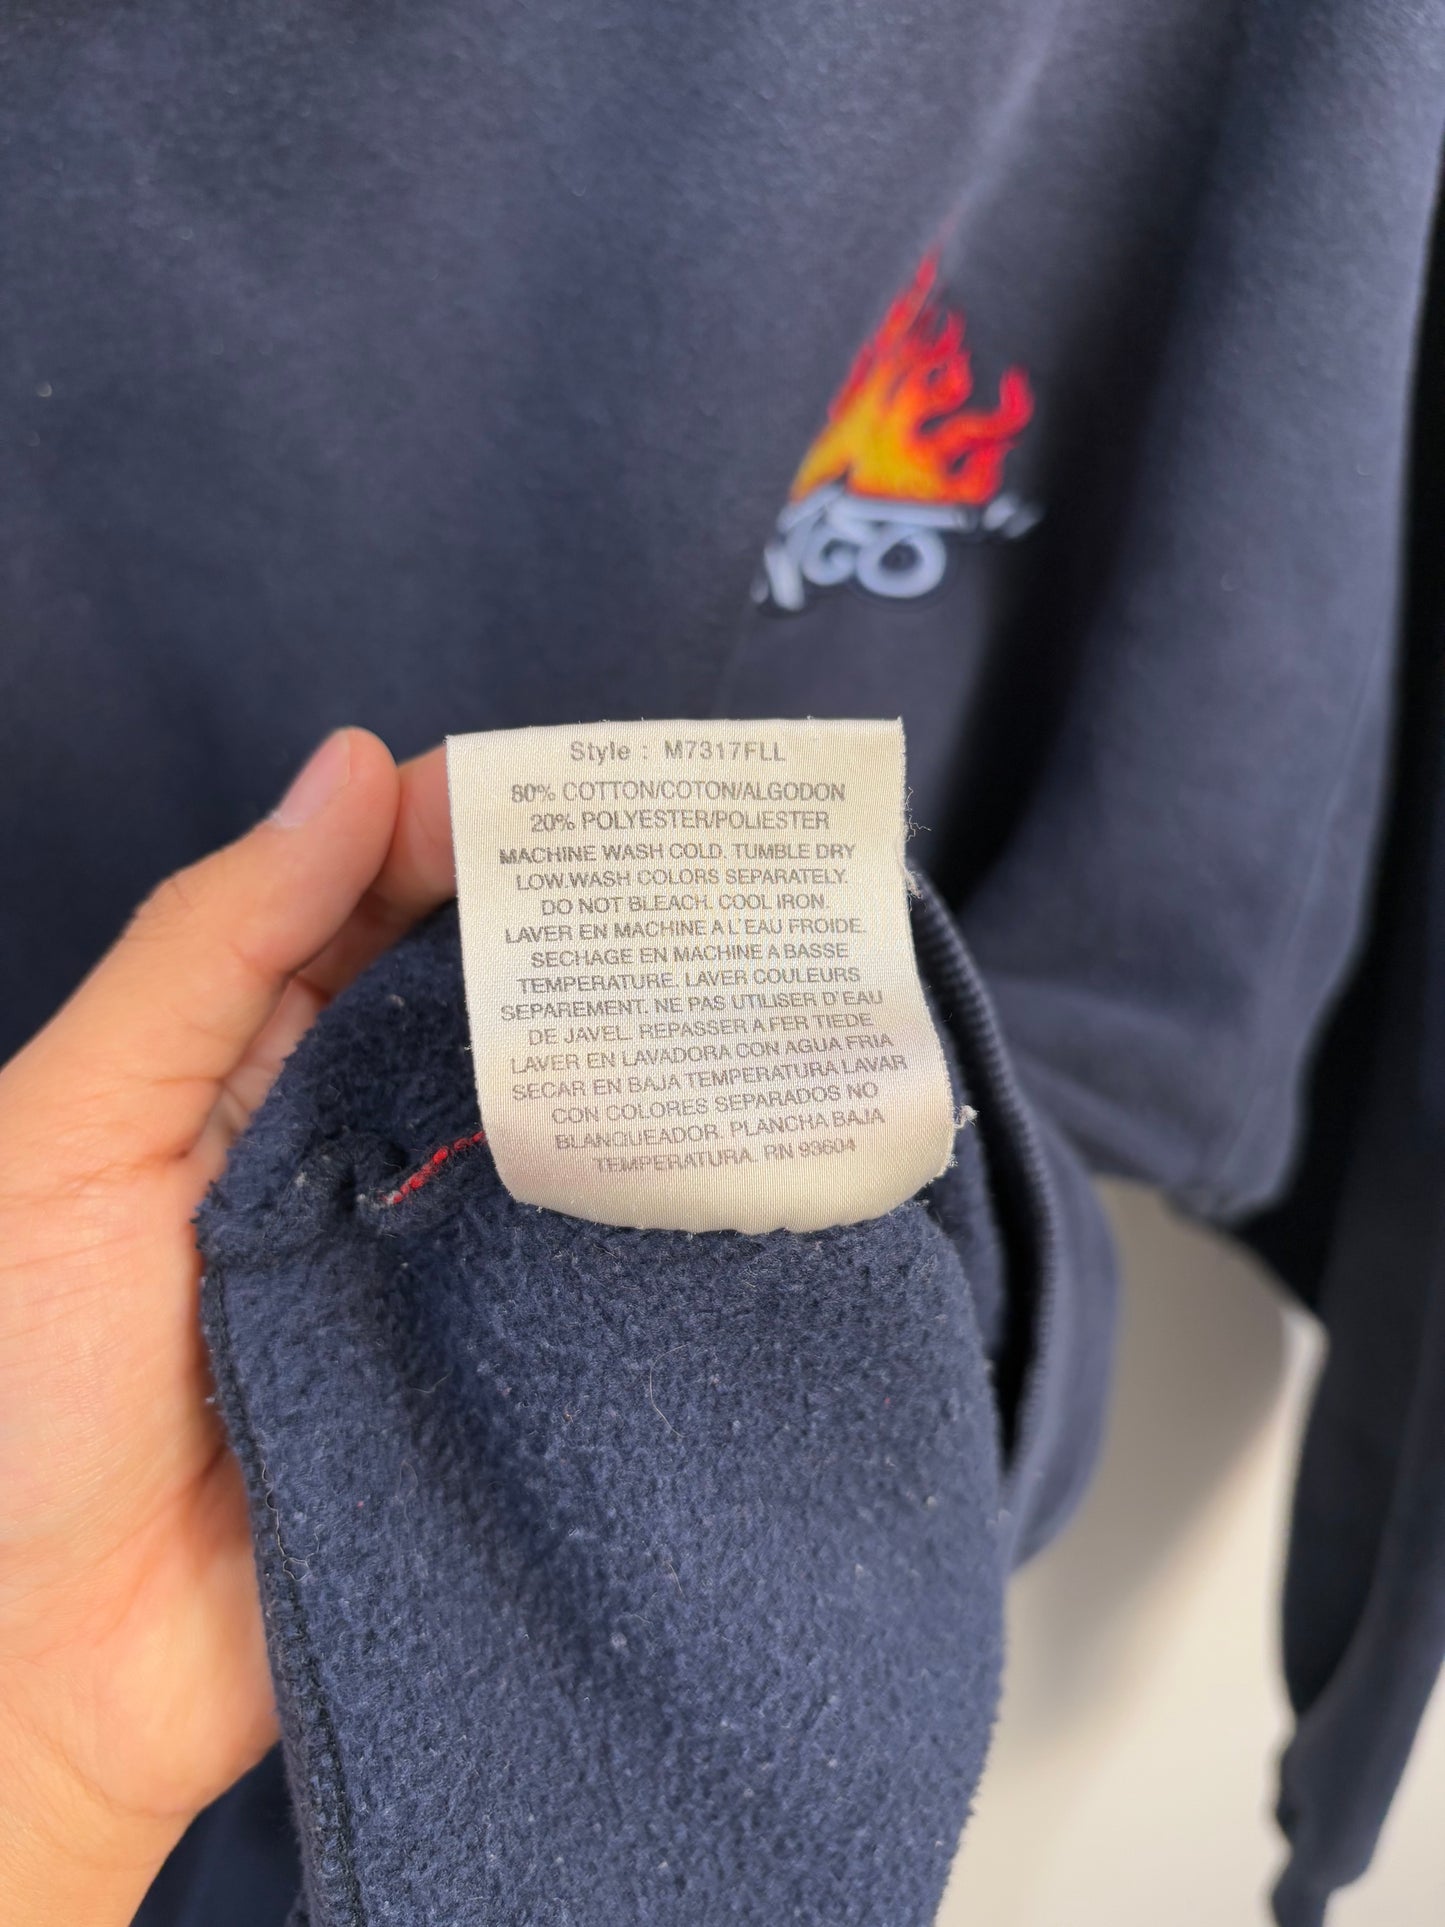 Style : M7317FLL
80% COTTON/COTON/ALGODON
20% POLYESTER/POLIESTER
MACHINE WASH COLD. TUMBLE DRY
LOW.WASH COLORS SEPARATELY.
DO NOT BLEACH. COOL IRON.
LAVER EN MACHINE A L'EAU FROIDE.
SECHAGE EN MACHINE A BASSE
TEMPERATURE. LAVER COULEURS
SEPAREMENT. NE PAS UTILISER D'EAU
DE JAVEL. REPASSER A FER TIEDE
LAVER EN LAVADORA CON AGUA FRIA
SECAR EN BAJA TEMPERATURA LAVAR
CON COLORES SEPARADOS NO
BLANQUEADOR. PLANCHA BAJA
TEMPERATURA. RN 93604